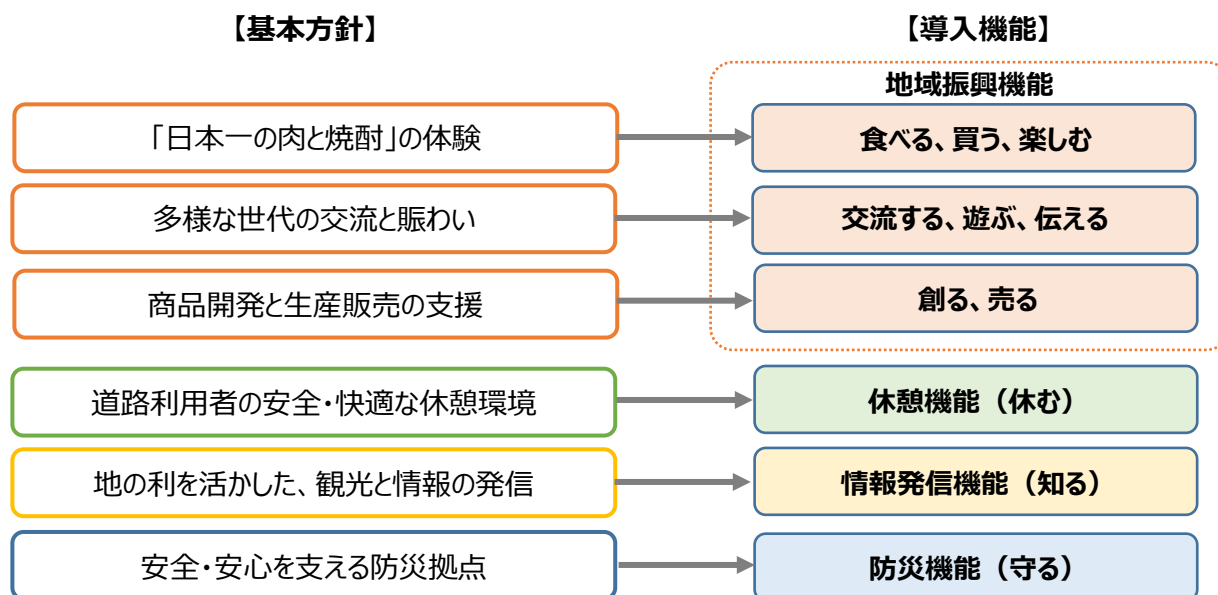 【基本方針】
【導入機能】
地域振興機能
「日本一の肉と焼酎」の体験
食べる、買う、楽しむ
多様な世代の交流と賑わい
交流する、遊ぶ、伝える
商品開発と生産販売の支援
創る、売る
道路利用者の安全・快適な休憩環境
休憩機能（休む）
地の利を活かした、観光と情報の発信
情報発信機能（知る）
安全・安心を支える防災拠点
防災機能（守る）